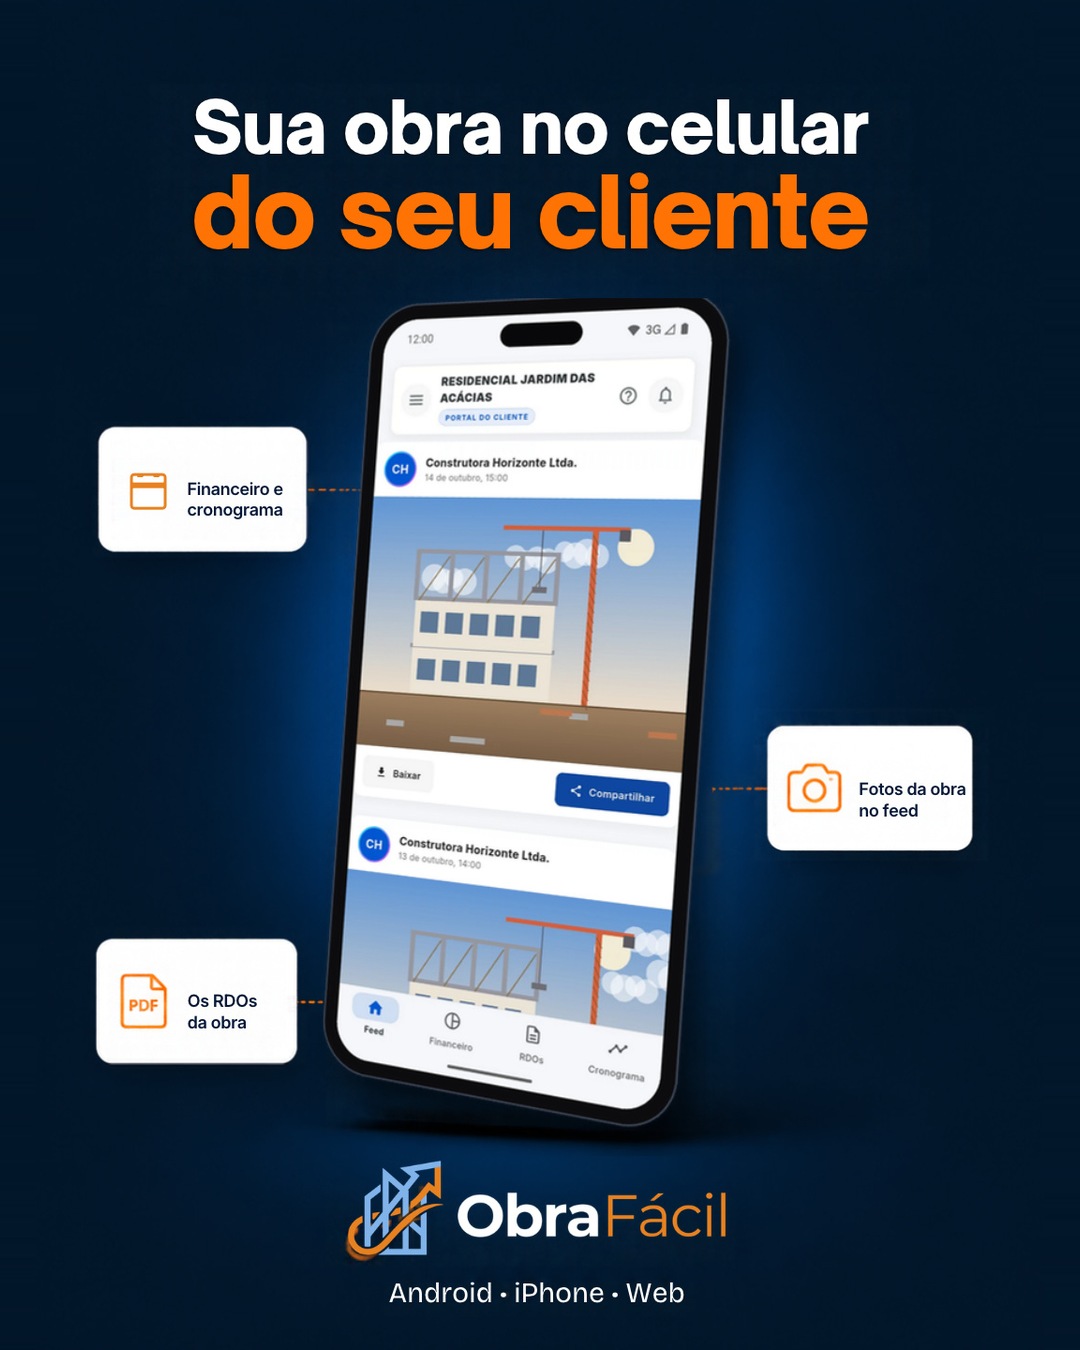 Sua obra no celular
do seu cliente
12:00
3G
RESIDENCIAL JARDIM DAS
ACÁCIAS
PORTAL DO CLIENTE
CH
Construtora Horizonte Ltda.
14 de outubro, 15:00
Financeiro e
cronograma
Baixar
Compartilhar
Fotos da obra
no feed
CH
Construtora Horizonte Ltda.
13 de outubro, 14:00
PDF
Os RDOs
da obra
Feed
Financeiro
RDOs
Cronograma
ObraFácil
Android • iPhone • Web